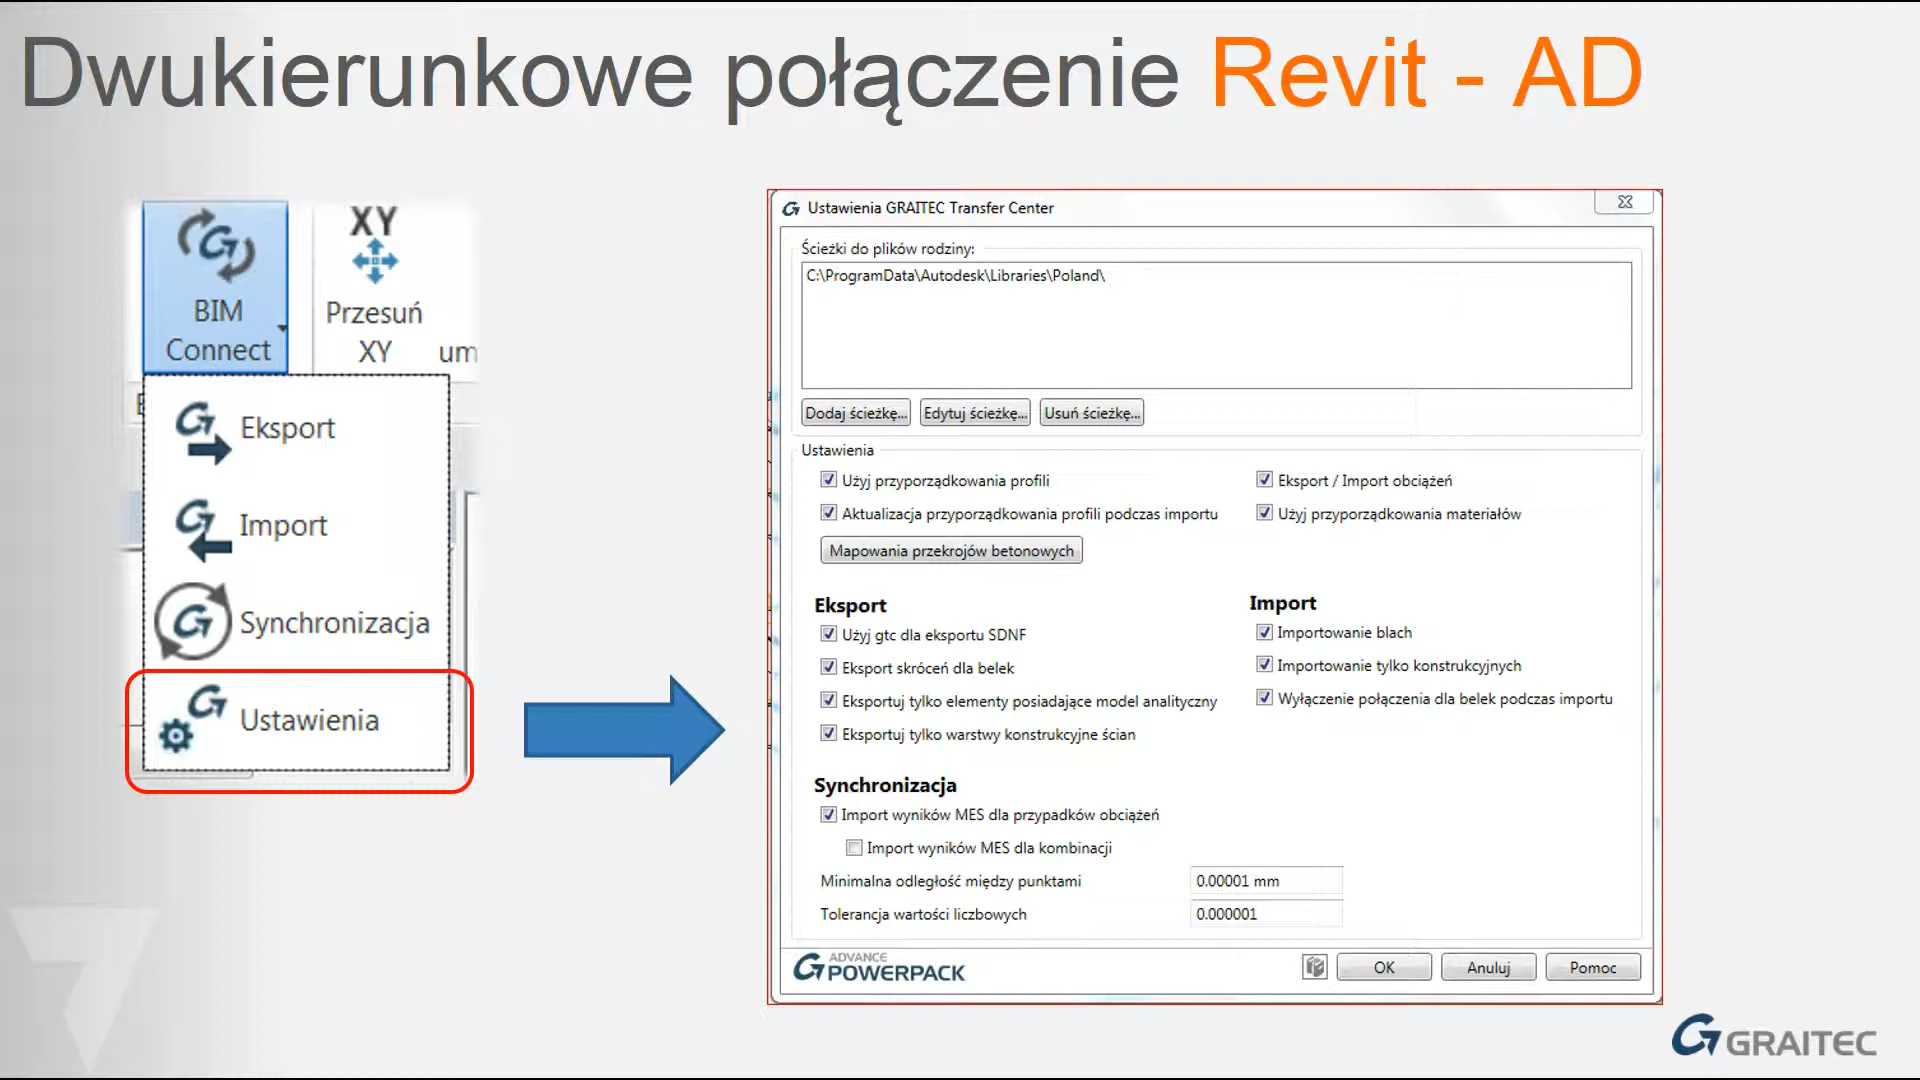 Dwukierunkowe połączenie Revit - AD
BIM
Connect
XY
Przesuń
XY
um
Eksport
Import
Synchronizacja
Ustawienia
Ustawienia GRAITEC Transfer Center
Ścieżki do plików rodziny:
C:\ProgramData\Autodesk\Libraries\Poland\
Dodaj ścieżkę...
Edytuj ścieżkę...
Usuń ścieżkę...
Ustawienia
Użyj przyporządkowania profili
Eksport / Import obciążeń
Aktualizacja przyporządkowania profili podczas importu
Użyj przyporządkowania materiałów
Mapowania przekrojów betonowych
Eksport
Użyj gtc dla eksportu SDNF
Eksport skróceń dla belek
Eksportuj tylko elementy posiadające model analityczny
Eksportuj tylko warstwy konstrukcyjne ścian
Import
Importowanie blach
Importowanie tylko konstrukcyjnych
Wyłączenie połączenia dla belek podczas importu
Synchronizacja
Import wyników MES dla przypadków obciążeń
Import wyników MES dla kombinacji
Minimalna odległość między punktami
0.00001 mm
Tolerancja wartości liczbowych
0.000001
ADVANCE
POWERPACK
OK
Anuluj
Pomoc
GRAITEC